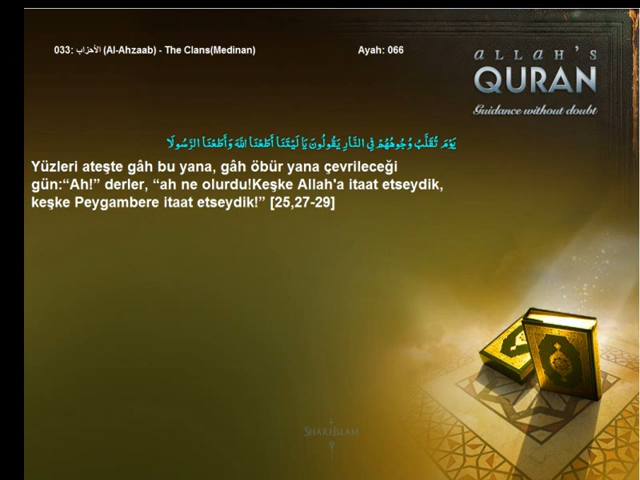 033: الأحزاب (Al-Ahzaab) - The Clans(Medinan) Ayah: 066
ALLAH'S
QURAN
Guidance without doubt
يَوْمَ تُقَلَّبُ وُجُوهُهُمْ فِي النَّارِ يَقُولُونَ يَا لَيْتَنَا أَطَعْنَا اللَّهَ وَأَطَعْنَا الرَّسُولَا
Yüzleri ateşte gâh bu yana, gâh öbür yana çevrileceği
gün:“Ah!” derler, “ah ne olurdu!Keşke Allah'a itaat etseydik,
keşke Peygambere itaat etseydik!” [25,27-29]
SHAREISLAM